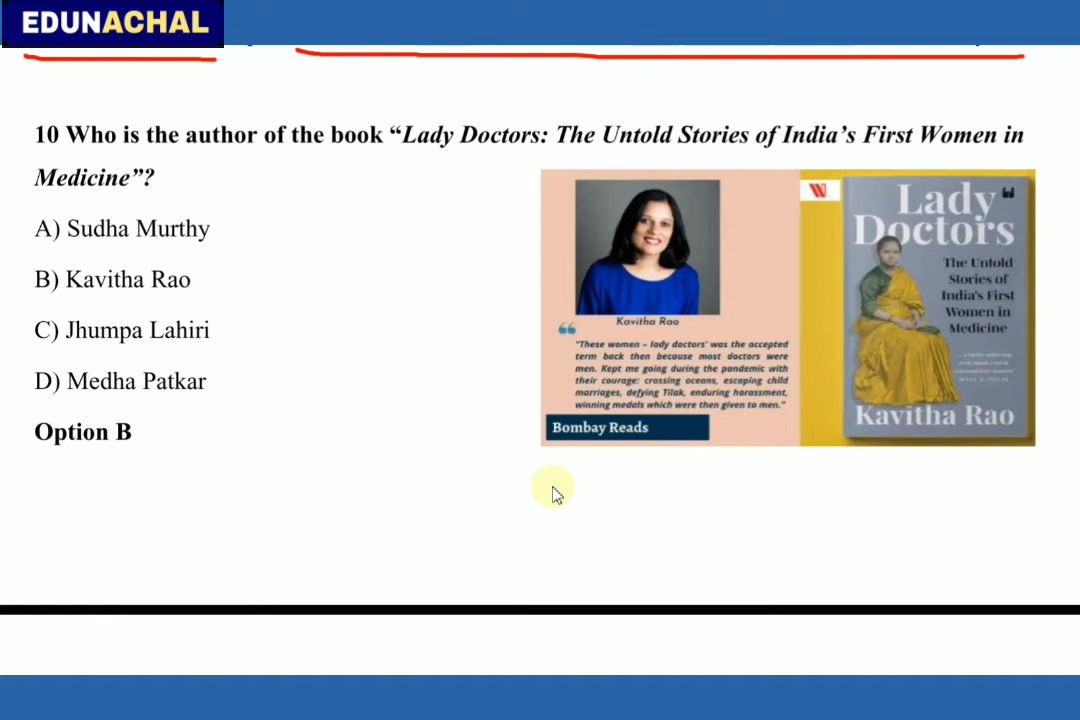 EDUNACHAL
10 Who is the author of the book “Lady Doctors: The Untold Stories of India’s First Women in
Medicine”?
A) Sudha Murthy
B) Kavitha Rao
C) Jhumpa Lahiri
D) Medha Patkar
Option B
Kavitha Rao
“These women – lady doctors’ was the accepted
term back then because most doctors were
men. Kept me going during the pandemic with
their courage: crossing oceans, escaping child
marriages, defying Tilak, enduring harassment,
winning medals which were then given to men.”
Bombay Reads
W
Lady
Doctors
The Untold
Stories of
India’s First
Women in
Medicine
Kavitha Rao